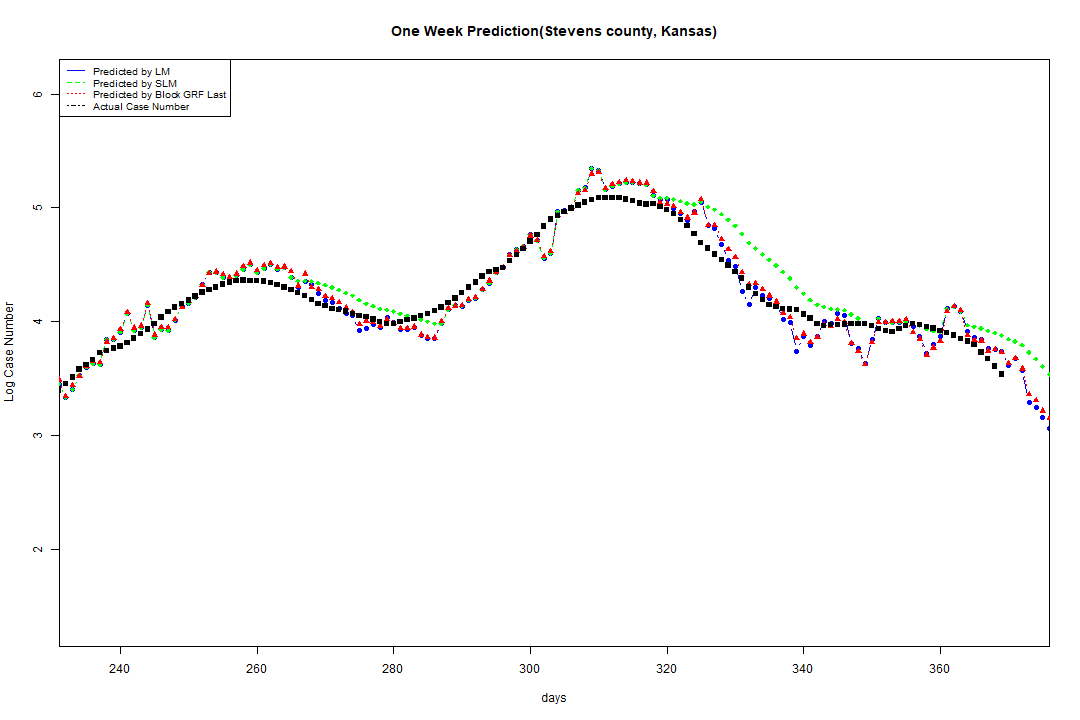 One Week Prediction(Stevens county, Kansas)
Predicted by LM
Predicted by SLM
Predicted by Block GRF Last
Actual Case Number
Log Case Number
6
5
4
3
2
240 260 280 300 320 340 360
days